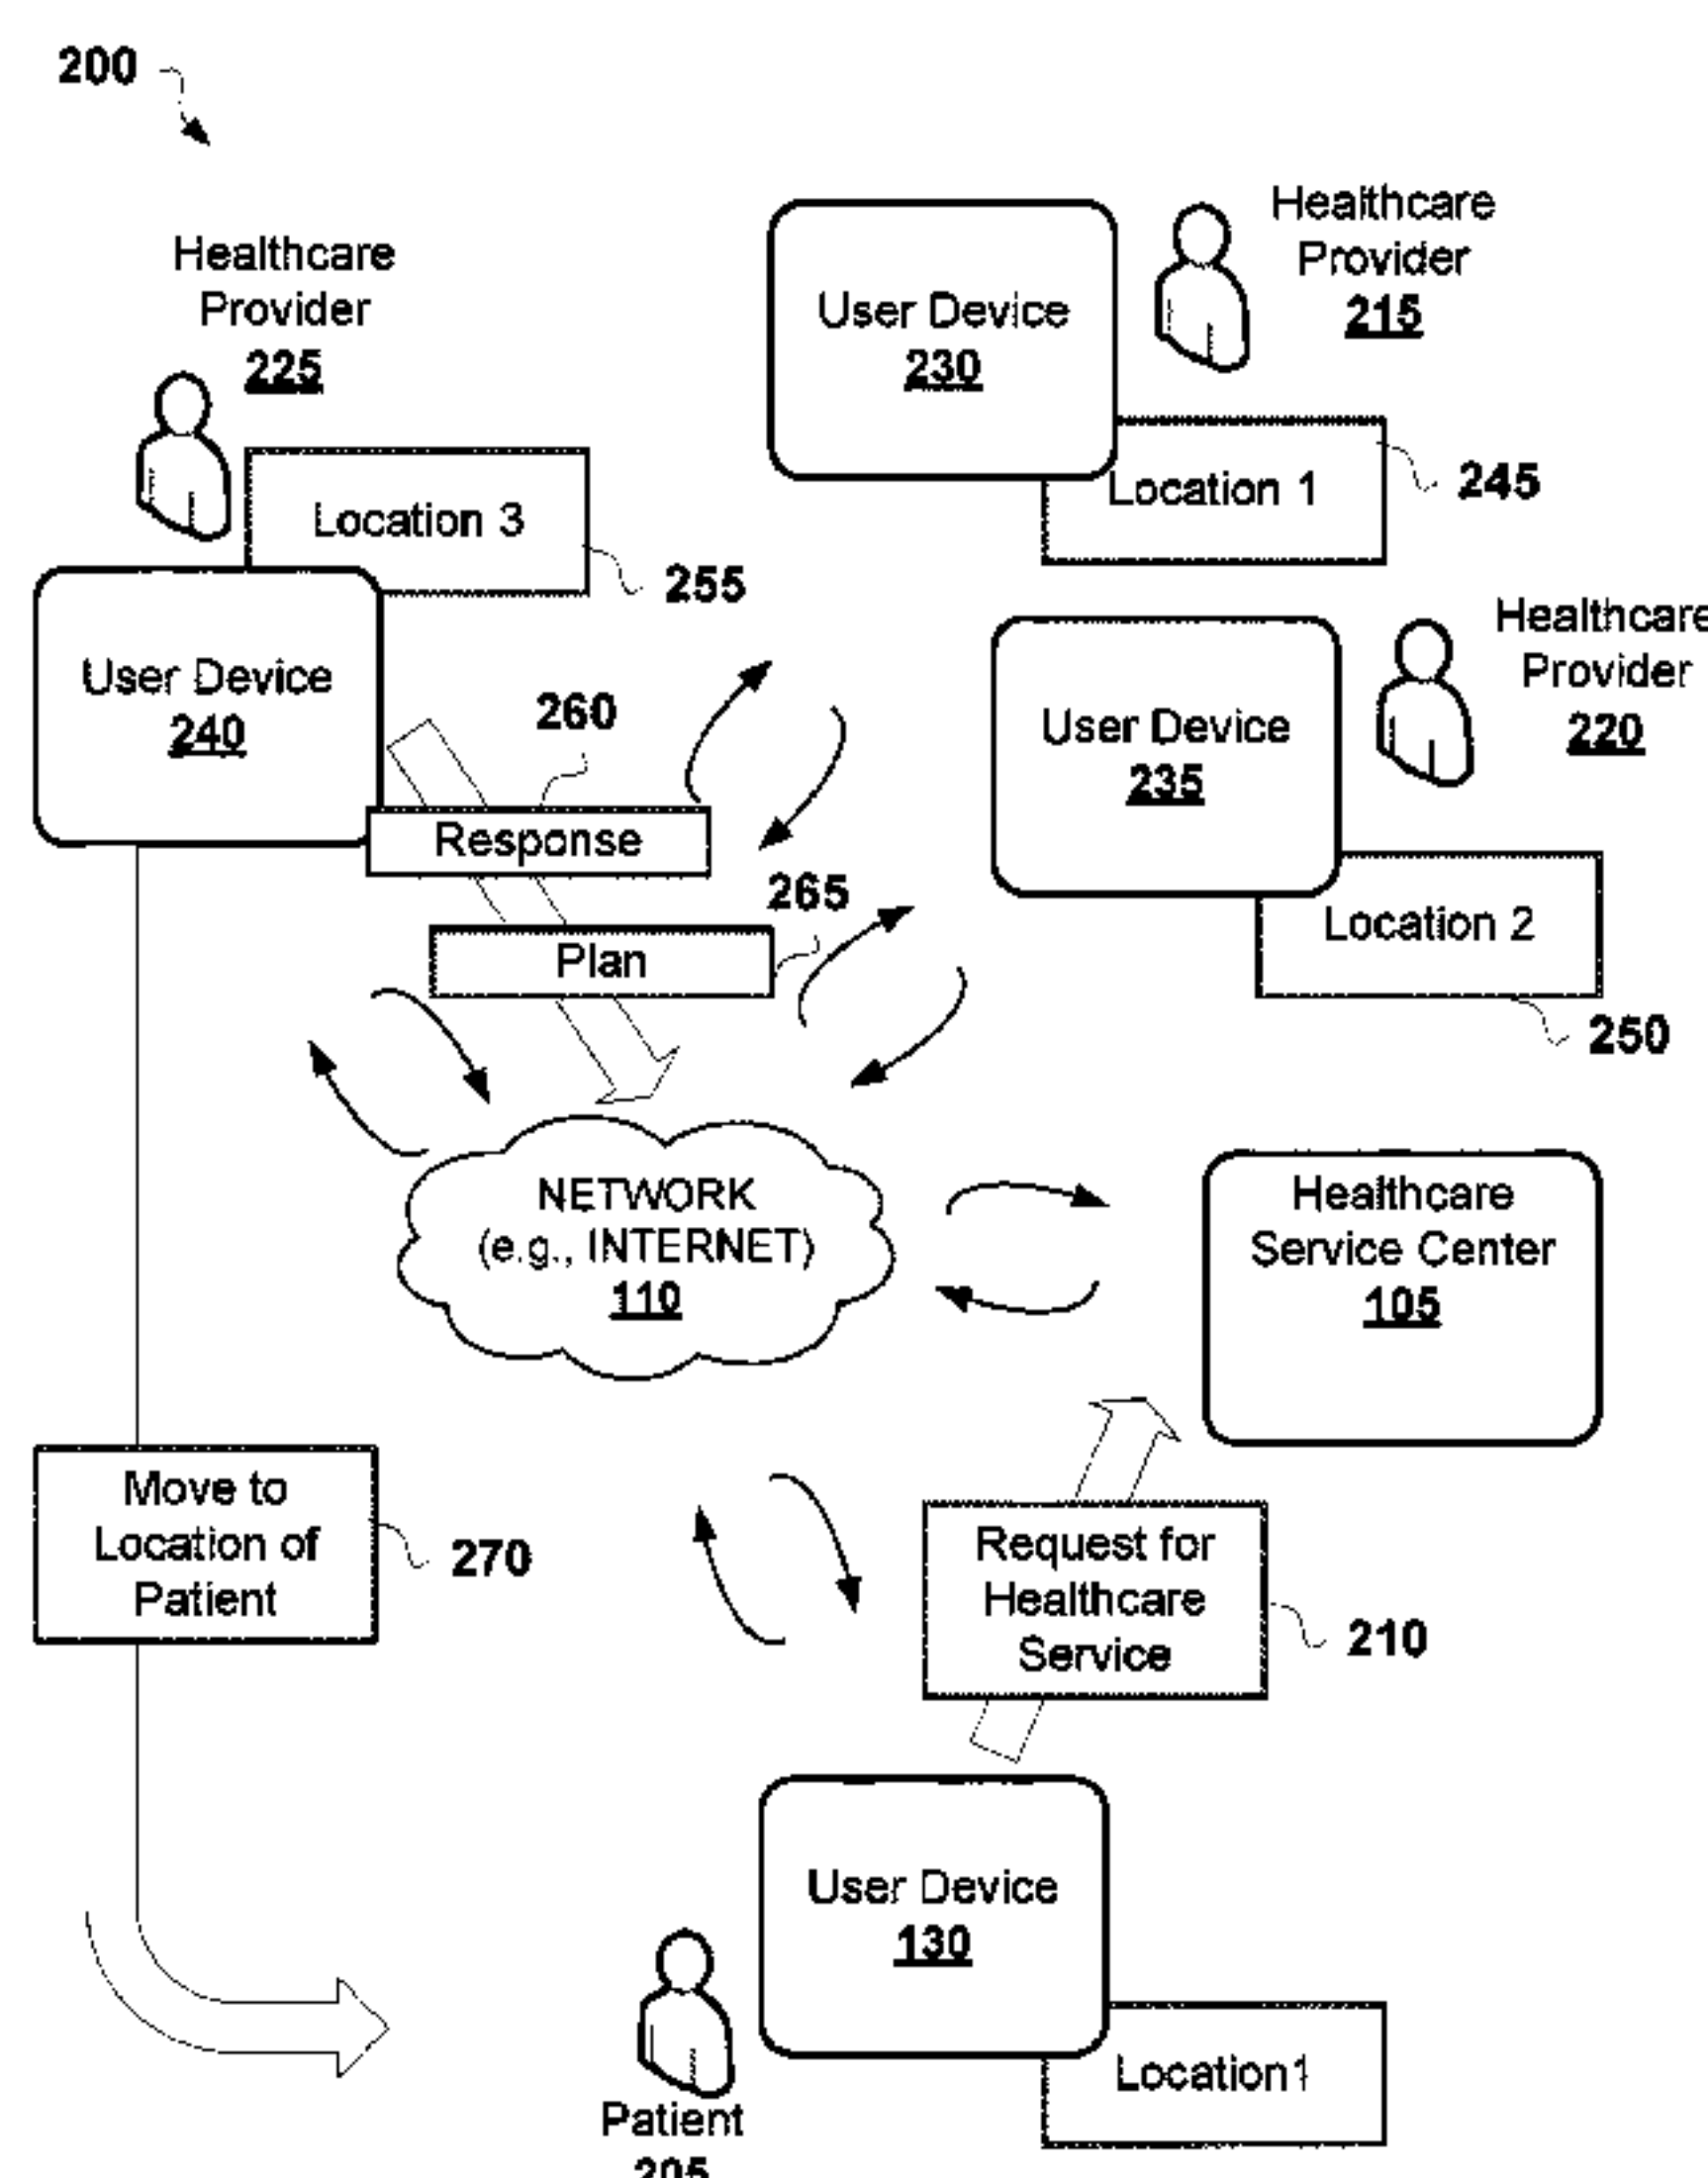 200
Healthcare
Provider
225
Healthcare
Provider
215
User Device
230
Location 1
245
Location 3
255
User Device
240
Healthcare
Provider
220
User Device
235
Location 2
250
260
Response
265
Plan
NETWORK
(e.g., INTERNET)
110
Healthcare
Service Center
105
Move to
Location of
Patient
270
Request for
Healthcare
Service
210
User Device
130
Location1
Patient
205